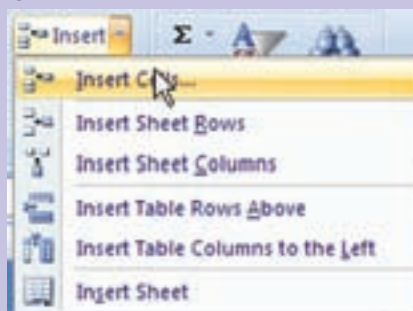 Insert Σ
Insert Cells...
Insert Sheet Rows
Insert Sheet Columns
Insert Table Rows Above
Insert Table Columns to the Left
Insert Sheet